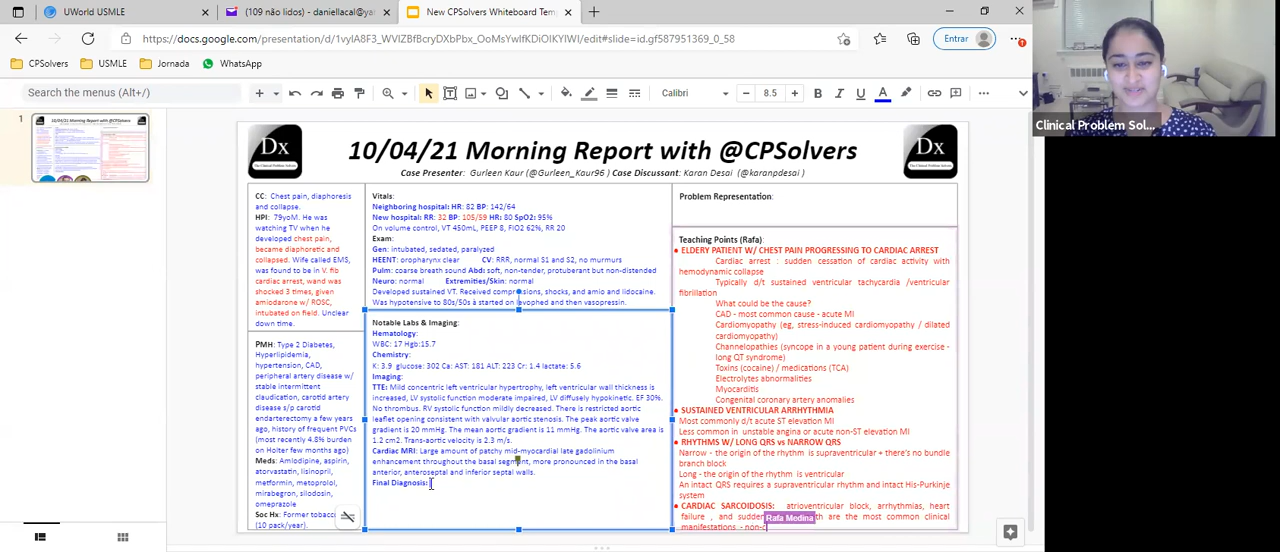 UWorld USMLE
(109 não lidos) - daniellacal@ya
New CPSolvers Whiteboard Temp
https://docs.google.com/presentation/d/1vylA8F3_WVIZBfBcryDXbPbx_OoMsYwIfKDiOIKYlWI/edit#slide=id.gf587951369_0_58
Entrar
CPSolvers
USMLE
Jornada
WhatsApp
Search the menus (Alt+/)
Calibri
8.5
Clinical Problem Sol...
1
Dx
The Clinical Problem Solvers
10/04/21 Morning Report with @CPSolvers
Case Presenter: Gurleen Kaur (@Gurleen_Kaur96 ) Case Discussant: Karan Desai (@karanpdesai )
Dx
The Clinical Problem Solvers
CC: Chest pain, diaphoresis
and collapse.
HPI: 79yoM. He was
watching TV when he
developed chest pain,
became diaphoretic and
collapsed. Wife called EMS,
was found to be in V. fib
cardiac arrest, wand was
shocked 3 times, given
amiodarone w/ ROSC,
intubated on field. Unclear
down time.
PMH: Type 2 Diabetes,
Hyperlipidemia,
hypertension, CAD,
peripheral artery disease w/
stable intermittent
claudication, carotid artery
disease s/p carotid
endarterectomy a few years
ago, history of frequent PVCs
(most recently 4.8% burden
on Holter few months ago)
Meds: Amlodipine, aspirin,
atorvastatin, lisinopril,
metformin, metoprolol,
mirabegron, silodosin,
omeprazole
Soc Hx: Former tobacco
(10 pack/year).
Vitals:
Neighboring hospital: HR: 82 BP: 142/64
New hospital: RR: 32 BP: 105/59 HR: 80 SpO2: 95%
On volume control, VT 450mL, PEEP 8, FIO2 62%, RR 20
Exam:
Gen: intubated, sedated, paralyzed
HEENT: oropharynx clear CV: RRR, normal S1 and S2, no murmurs
Pulm: coarse breath sound Abd: soft, non-tender, protuberant but non-distended
Neuro: normal Extremities/Skin: normal
Developed sustained VT. Received compressions, shocks, and amio and lidocaine.
Was hypotensive to 80s/50s à started on levophed and then vasopressin.
Notable Labs & Imaging:
Hematology:
WBC: 17 Hgb:15.7
Chemistry:
K: 3.9 glucose: 302 Ca: AST: 181 ALT: 223 Cr: 1.4 lactate: 5.6
Imaging:
TTE: Mild concentric left ventricular hypertrophy, left ventricular wall thickness is
increased, LV systolic function moderate impaired, LV diffusely hypokinetic. EF 30%.
No thrombus. RV systolic function mildly decreased. There is restricted aortic
leaflet opening consistent with valvular aortic stenosis. The peak aortic valve
gradient is 20 mmHg. The mean aortic gradient is 11 mmHg. The aortic valve area is
1.2 cm2. Trans-aortic velocity is 2.3 m/s.
Cardiac MRI: Large amount of patchy mid-myocardial late gadolinium
enhancement throughout the basal segment, more pronounced in the basal
anterior, anteroseptal and inferior septal walls.
Final Diagnosis:
Problem Representation:
Teaching Points (Rafa):
● ELDERY PATIENT W/ CHEST PAIN PROGRESSING TO CARDIAC ARREST
Cardiac arrest : sudden cessation of cardiac activity with
hemodynamic collapse
Typically d/t sustained ventricular tachycardia /ventricular
fibrillation
What could be the cause?
CAD - most common cause - acute MI
Cardiomyopathy (eg, stress-induced cardiomyopathy / dilated
cardiomyopathy)
Channelopathies (syncope in a young patient during exercise -
long QT syndrome)
Toxins (cocaine) / medications (TCA)
Electrolytes abnormalities
Myocarditis
Congenital coronary artery anomalies
● SUSTAINED VENTRICULAR ARRHYTHMIA
Most commonly d/t acute ST elevation MI
Less common in unstable angina or acute non-ST elevation MI
● RHYTHMS W/ LONG QRS vs NARROW QRS
Narrow - the origin of the rhythm is supraventricular + there's no bundle
branch block
Long - the origin of the rhythm is ventricular
An intact QRS requires a supraventricular rhythm and intact His-Purkinje
system
● CARDIAC SARCOIDOSIS: atrioventricular block, arrhythmias, heart
failure , and sudden are the most common clinical
manifestations - non-c
Rafa Medina